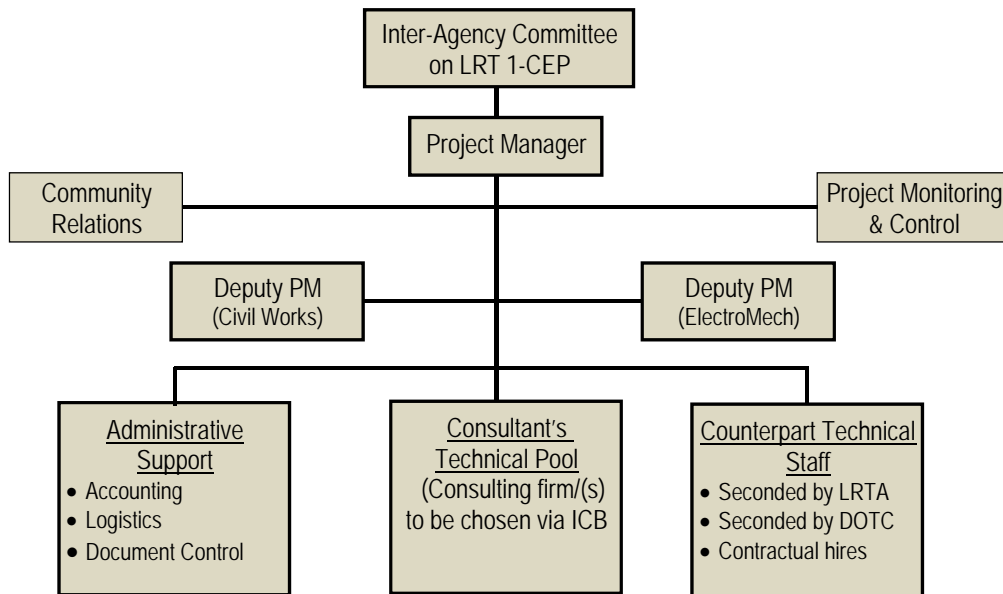 Inter-Agency Committee
on LRT 1-CEP
Project Manager
Community
Relations
Project Monitoring
& Control
Deputy PM
(Civil Works)
Deputy PM
(ElectroMech)
Administrative
Support
• Accounting
• Logistics
• Document Control
Consultant's
Technical Pool
(Consulting firm/(s)
to be chosen via ICB
Counterpart Technical
Staff
• Seconded by LRTA
• Seconded by DOTC
• Contractual hires